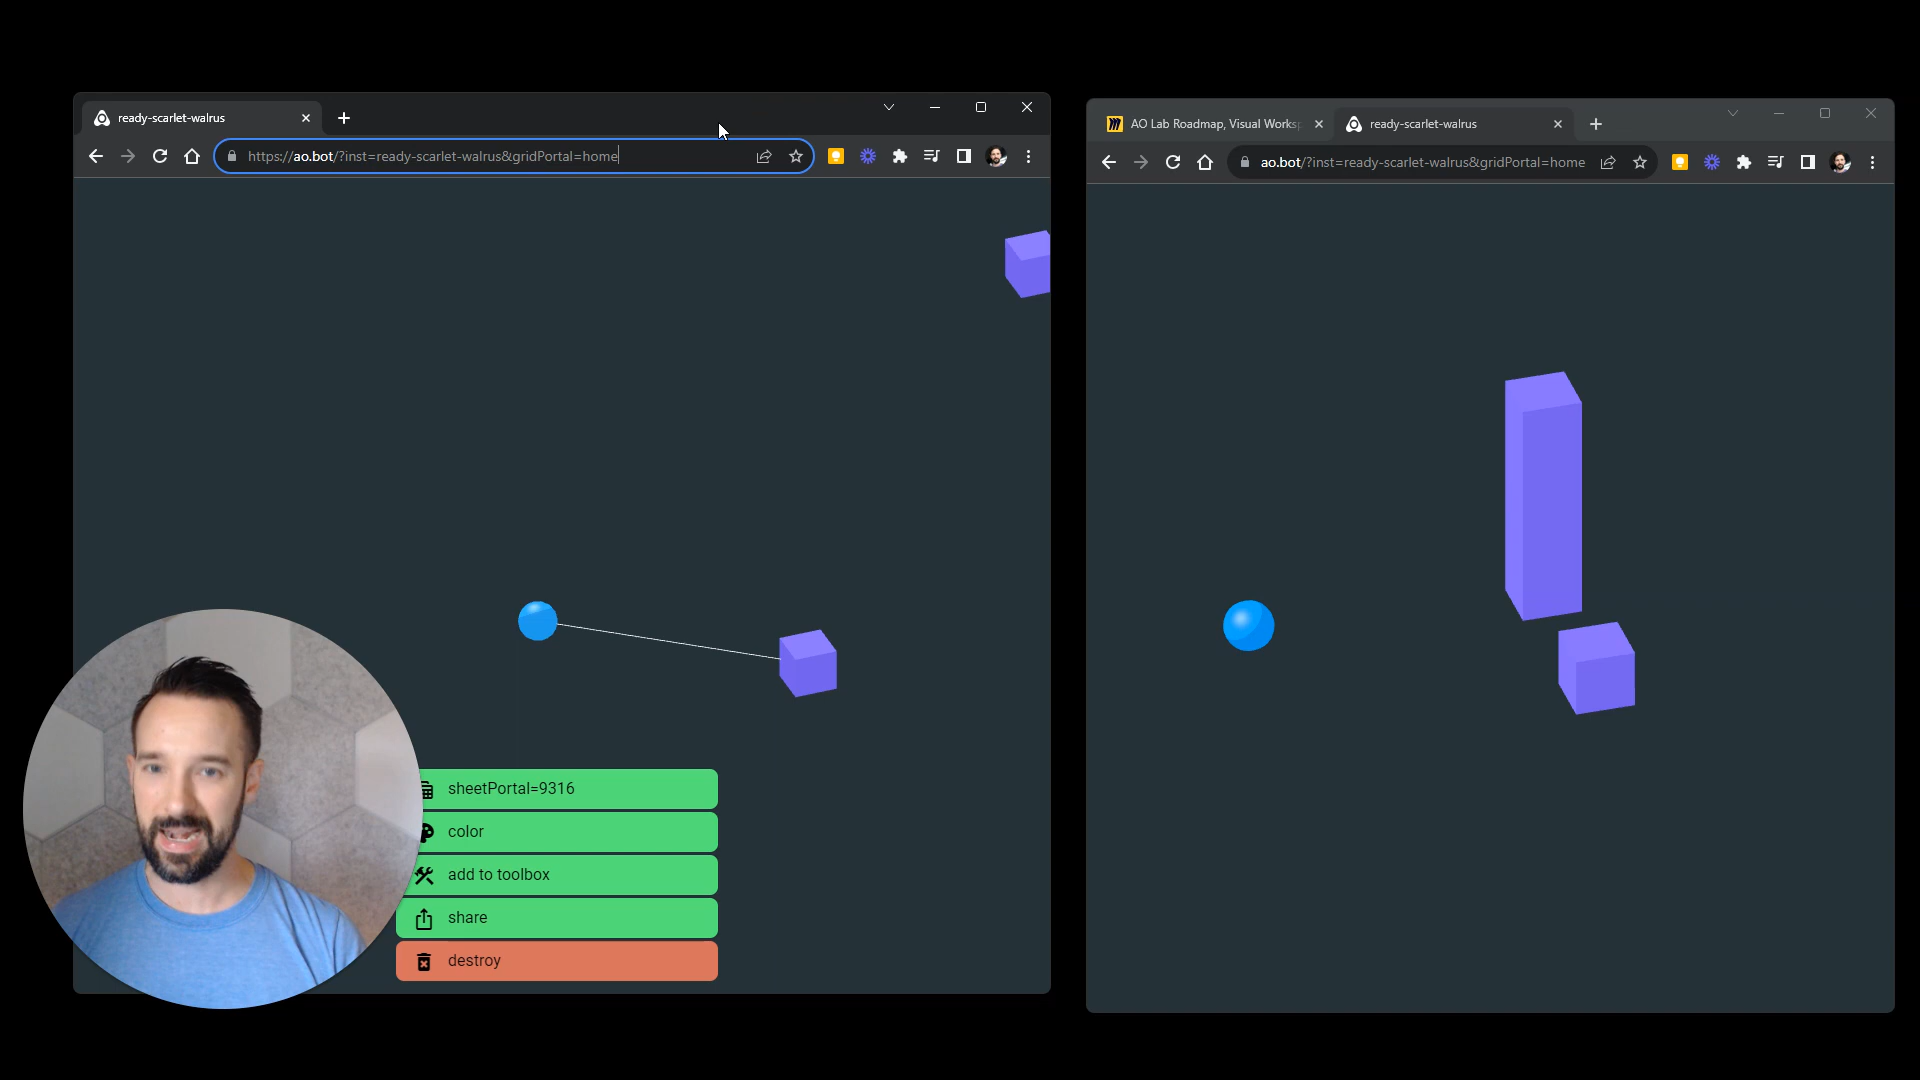 ready-scarlet-walrus
https://ao.bot/?inst=ready-scarlet-walrus&gridPortal=home
sheetPortal=9316
color
add to toolbox
share
destroy
AO Lab Roadmap, Visual Works
ready-scarlet-walrus
ao.bot/?inst=ready-scarlet-walrus&gridPortal=home